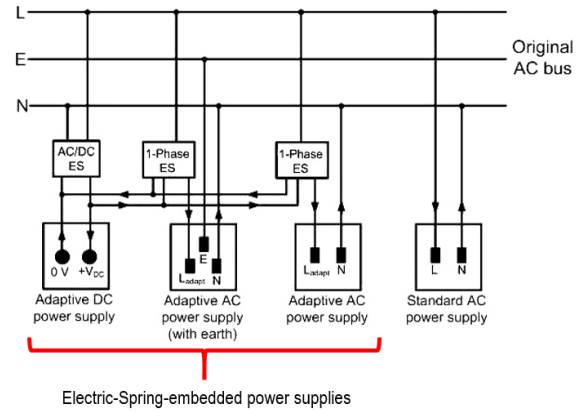 L
E
N
Original
AC bus
AC/DC
ES
1-Phase
ES
1-Phase
ES
0 V +VDC
E
Ladapt N
Ladapt N
L N
Adaptive DC
power supply
Adaptive AC
power supply
(with earth)
Adaptive AC
power supply
Standard AC
power supply
Electric-Spring-embedded power supplies